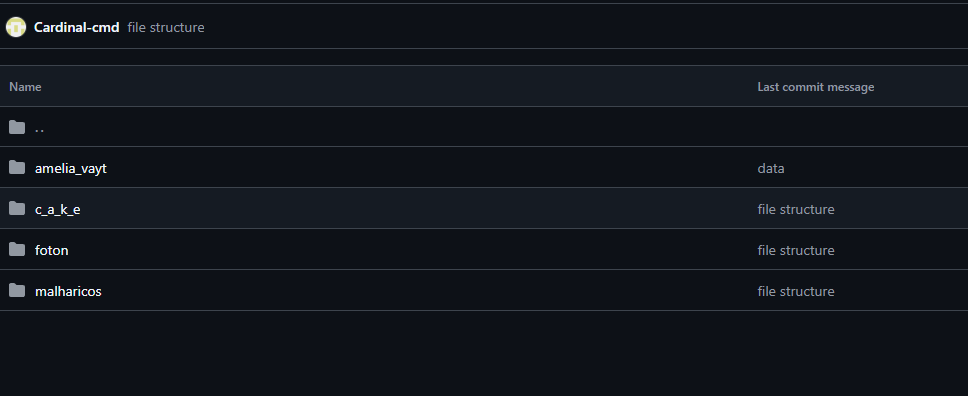 Cardinal-cmd file structure
Name Last commit message
..
amelia_vayt data
c_a_k_e file structure
foton file structure
malharicos file structure